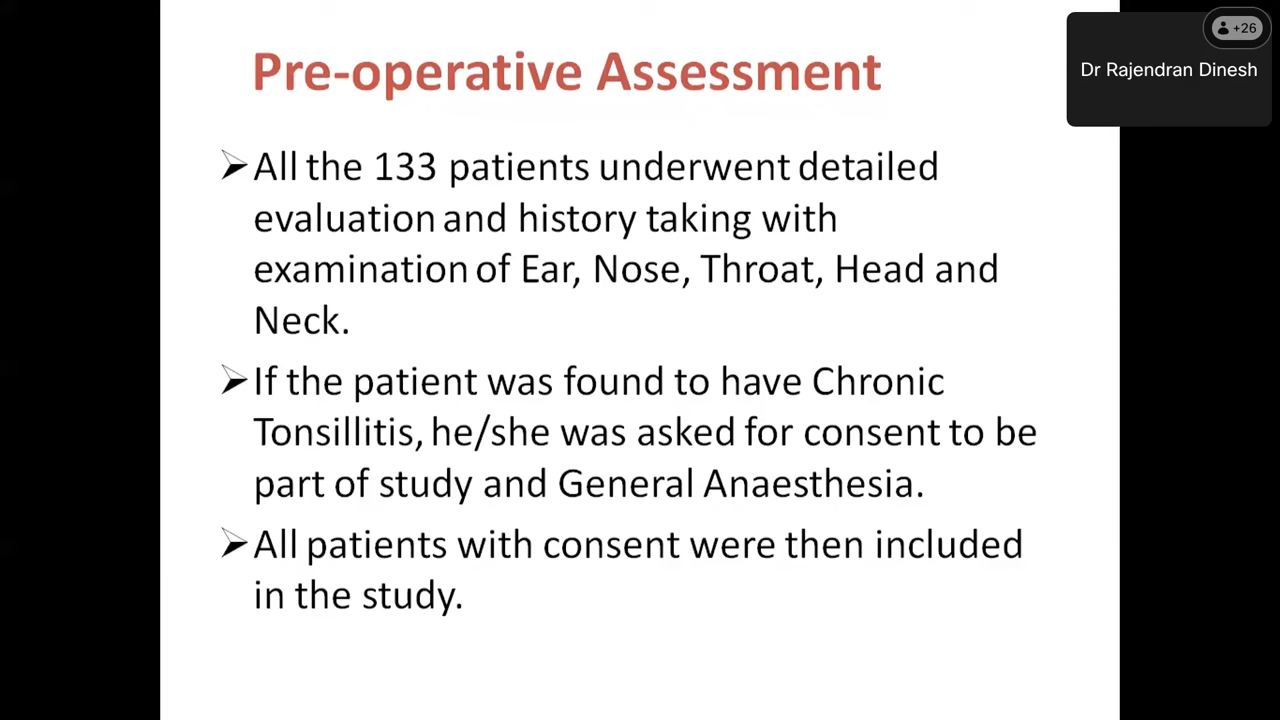 +26
Dr Rajendran Dinesh
Pre-operative Assessment
All the 133 patients underwent detailed
evaluation and history taking with
examination of Ear, Nose, Throat, Head and
Neck.
If the patient was found to have Chronic
Tonsillitis, he/she was asked for consent to be
part of study and General Anaesthesia.
All patients with consent were then included
in the study.